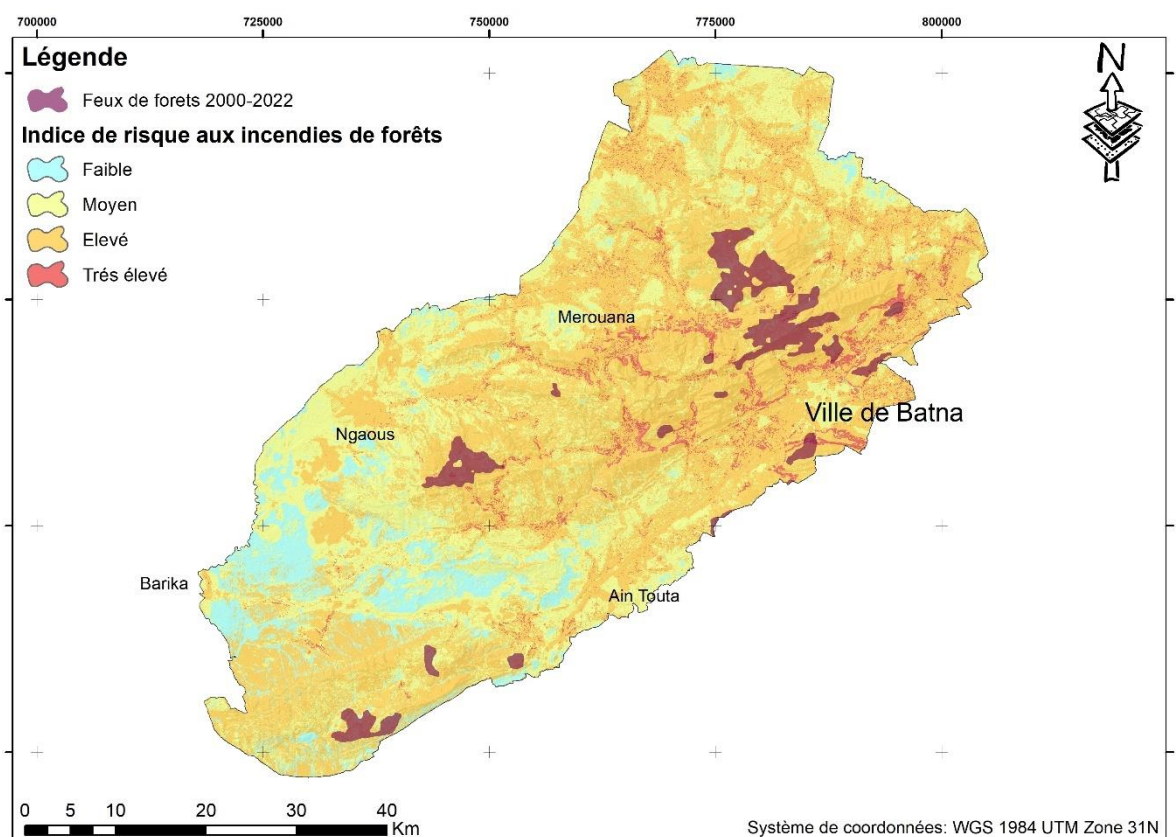 700000
725000
750000
775000
800000
Légende
Feux de forets 2000-2022
Indice de risque aux incendies de forêts
Faible
Moyen
Elevé
Trés élevé
N
Merouana
Ville de Batna
Ngaous
Barika
Ain Touta
0 5 10 20 30 40
Km
Système de coordonnées: WGS 1984 UTM Zone 31N